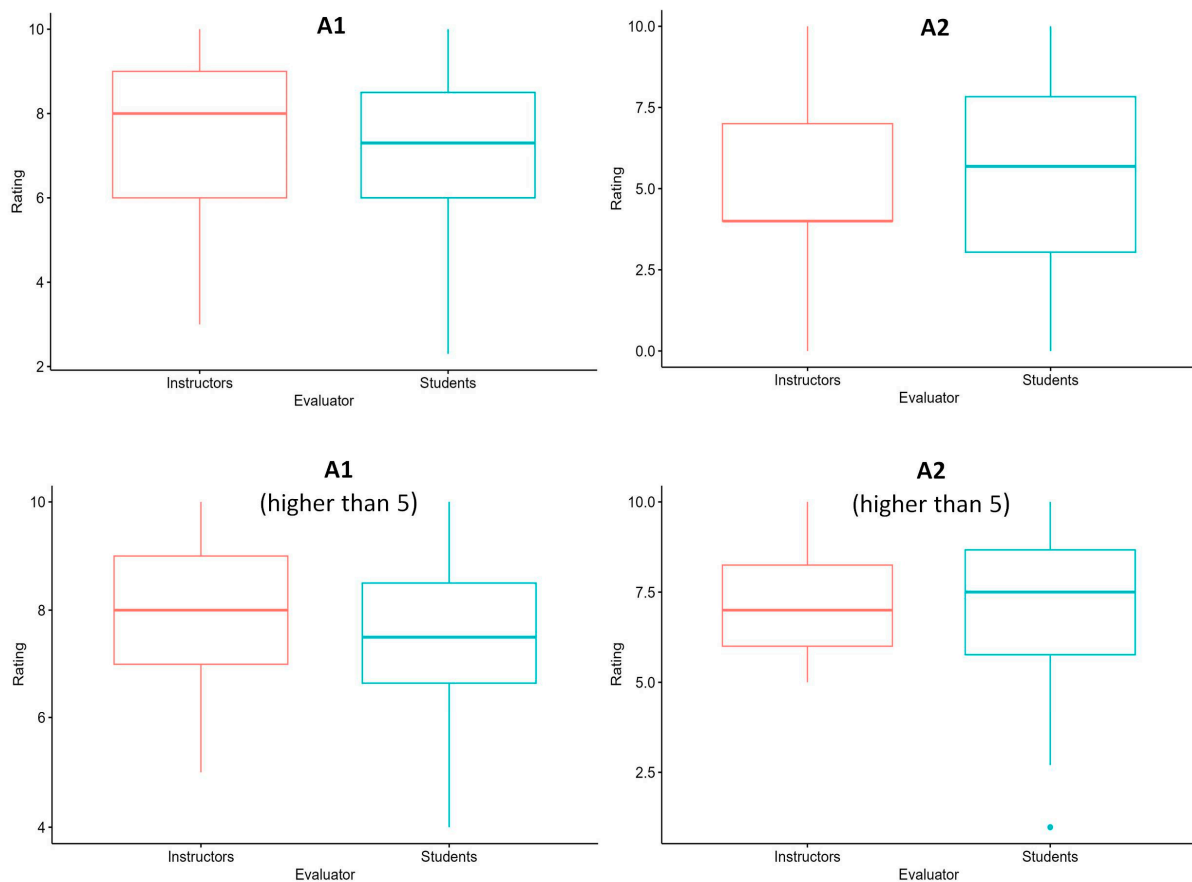 A1
10
8
6
4
2
Rating
Instructors
Students
Evaluator
A2
10.0
7.5
5.0
2.5
0.0
Rating
Instructors
Students
Evaluator
A1
(higher than 5)
10
8
6
4
Rating
Instructors
Students
Evaluator
A2
(higher than 5)
10.0
7.5
5.0
2.5
Rating
Instructors
Students
Evaluator